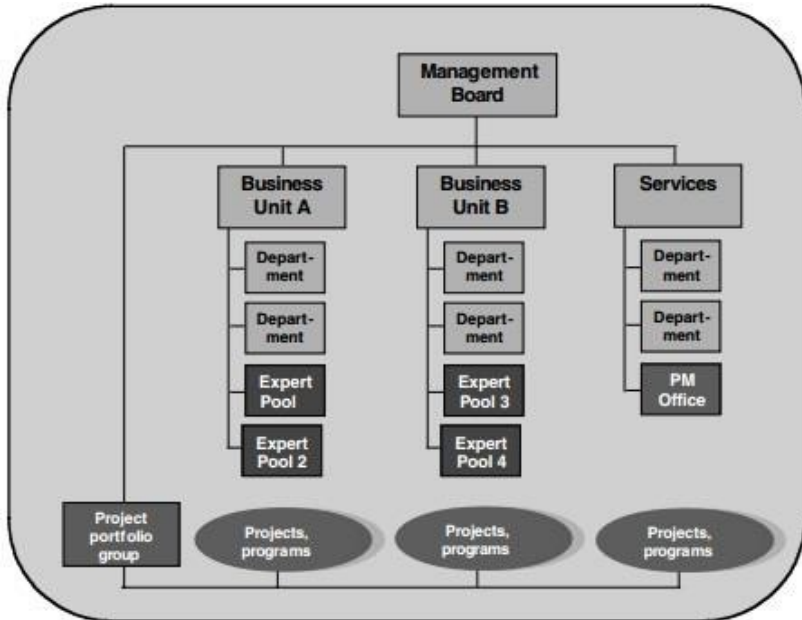 Management
Board
Business
Unit A
Business
Unit B
Services
Depart-
ment
Depart-
ment
Depart-
ment
Depart-
ment
Depart-
ment
Depart-
ment
Expert
Pool
Expert
Pool 3
PM
Office
Expert
Pool 2
Expert
Pool 4
Project
portfolio
group
Projects,
programs
Projects,
programs
Projects,
programs